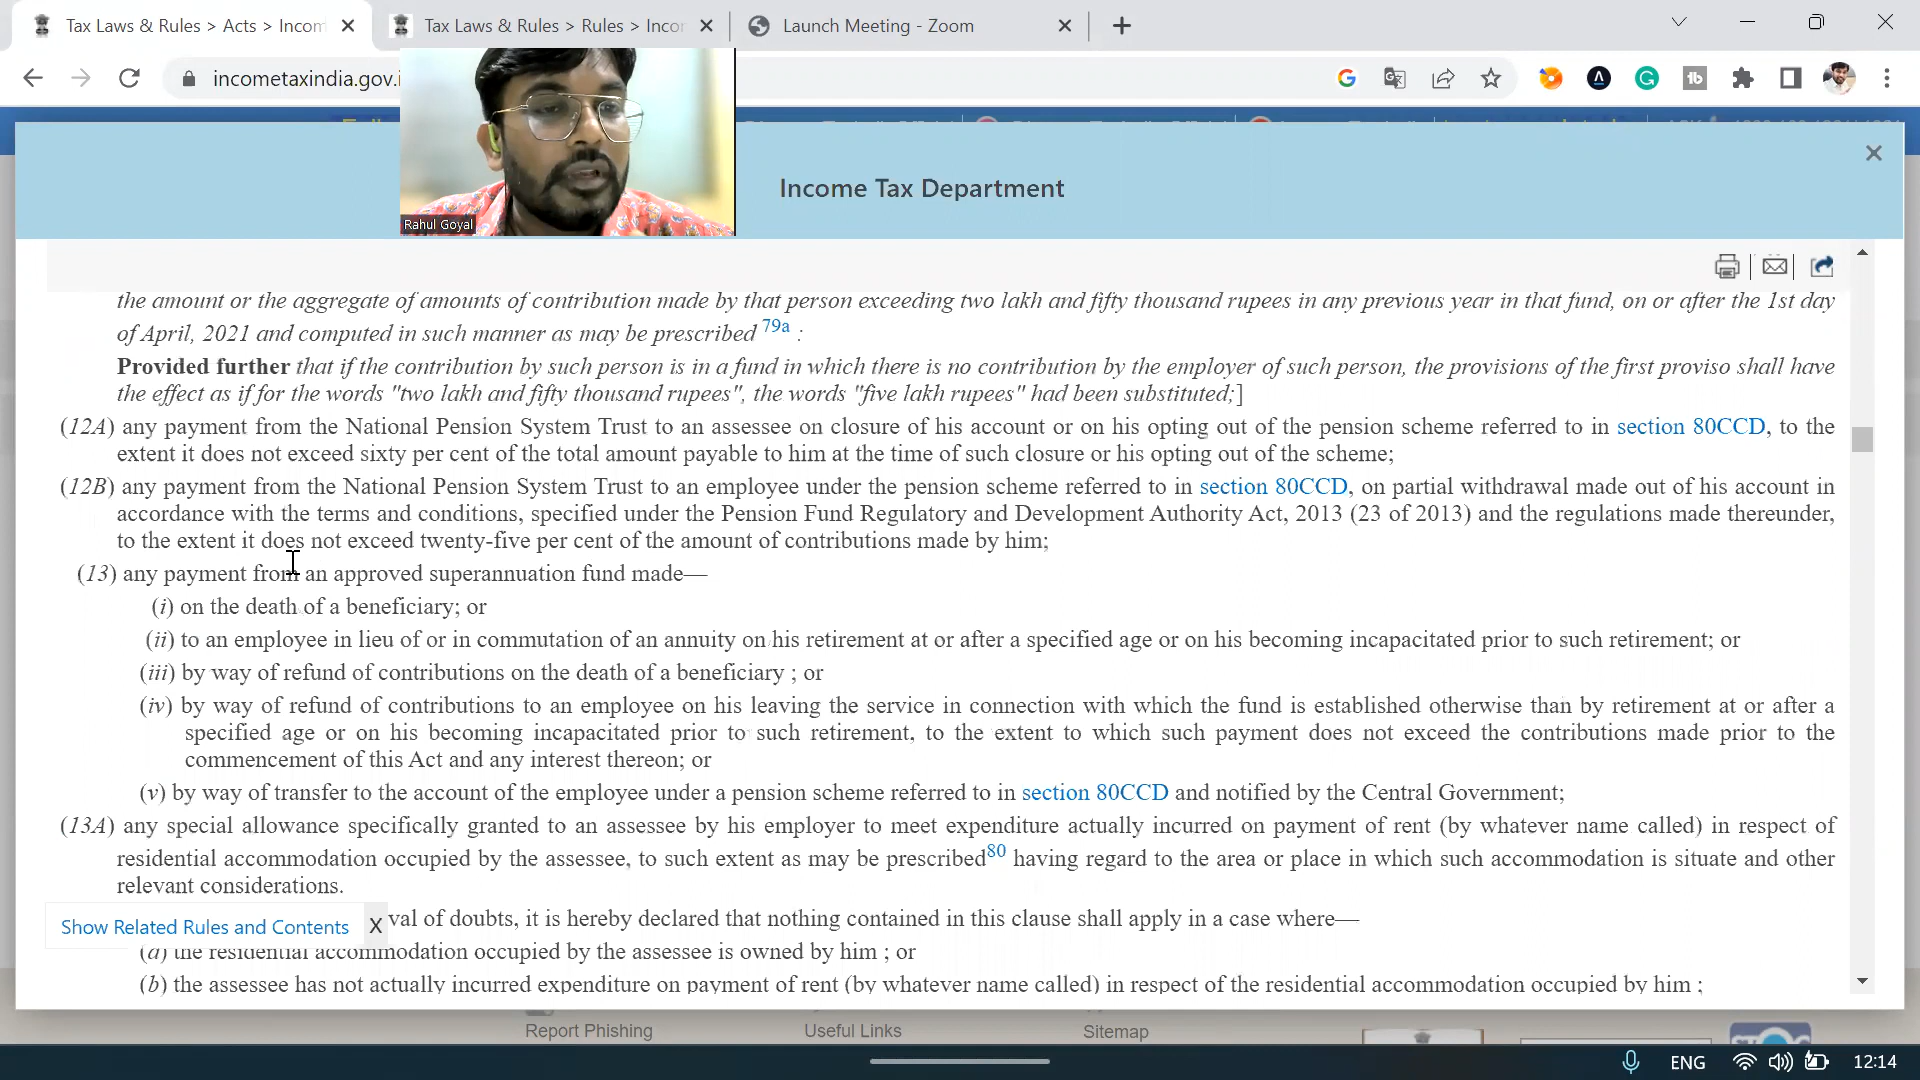 Tax Laws & Rules > Acts > Incom
Tax Laws & Rules > Rules > Incor
Launch Meeting - Zoom
incometaxindia.gov.i
Rahul Goyal
Income Tax Department
the amount or the aggregate of amounts of contribution made by that person exceeding two lakh and fifty thousand rupees in any previous year in that fund, on or after the 1st day
of April, 2021 and computed in such manner as may be prescribed 79a :
Provided further that if the contribution by such person is in a fund in which there is no contribution by the employer of such person, the provisions of the first proviso shall have
the effect as if for the words "two lakh and fifty thousand rupees", the words "five lakh rupees" had been substituted;]
(12A) any payment from the National Pension System Trust to an assessee on closure of his account or on his opting out of the pension scheme referred to in section 80CCD, to the
extent it does not exceed sixty per cent of the total amount payable to him at the time of such closure or his opting out of the scheme;
(12B) any payment from the National Pension System Trust to an employee under the pension scheme referred to in section 80CCD, on partial withdrawal made out of his account in
accordance with the terms and conditions, specified under the Pension Fund Regulatory and Development Authority Act, 2013 (23 of 2013) and the regulations made thereunder,
to the extent it does not exceed twenty-five per cent of the amount of contributions made by him;
(13) any payment from an approved superannuation fund made—
(i) on the death of a beneficiary; or
(ii) to an employee in lieu of or in commutation of an annuity on his retirement at or after a specified age or on his becoming incapacitated prior to such retirement; or
(iii) by way of refund of contributions on the death of a beneficiary ; or
(iv) by way of refund of contributions to an employee on his leaving the service in connection with which the fund is established otherwise than by retirement at or after a
specified age or on his becoming incapacitated prior to such retirement, to the extent to which such payment does not exceed the contributions made prior to the
commencement of this Act and any interest thereon; or
(v) by way of transfer to the account of the employee under a pension scheme referred to in section 80CCD and notified by the Central Government;
(13A) any special allowance specifically granted to an assessee by his employer to meet expenditure actually incurred on payment of rent (by whatever name called) in respect of
residential accommodation occupied by the assessee, to such extent as may be prescribed80 having regard to the area or place in which such accommodation is situate and other
relevant considerations.
Show Related Rules and Contents X
val of doubts, it is hereby declared that nothing contained in this clause shall apply in a case where—
(a) the residential accommodation occupied by the assessee is owned by him ; or
(b) the assessee has not actually incurred expenditure on payment of rent (by whatever name called) in respect of the residential accommodation occupied by him ;
Report Phishing
Useful Links
Sitemap
ENG
12:14